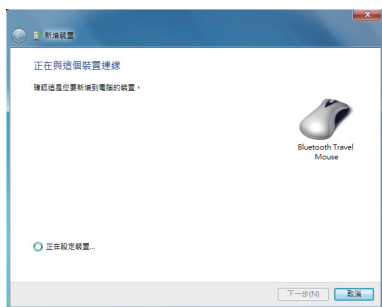 新增裝置
正在與這個裝置連線
確認這是您要新增到電腦的裝置。
Bluetooth Travel
Mouse
正在設定裝置...
下一步(N)
取消